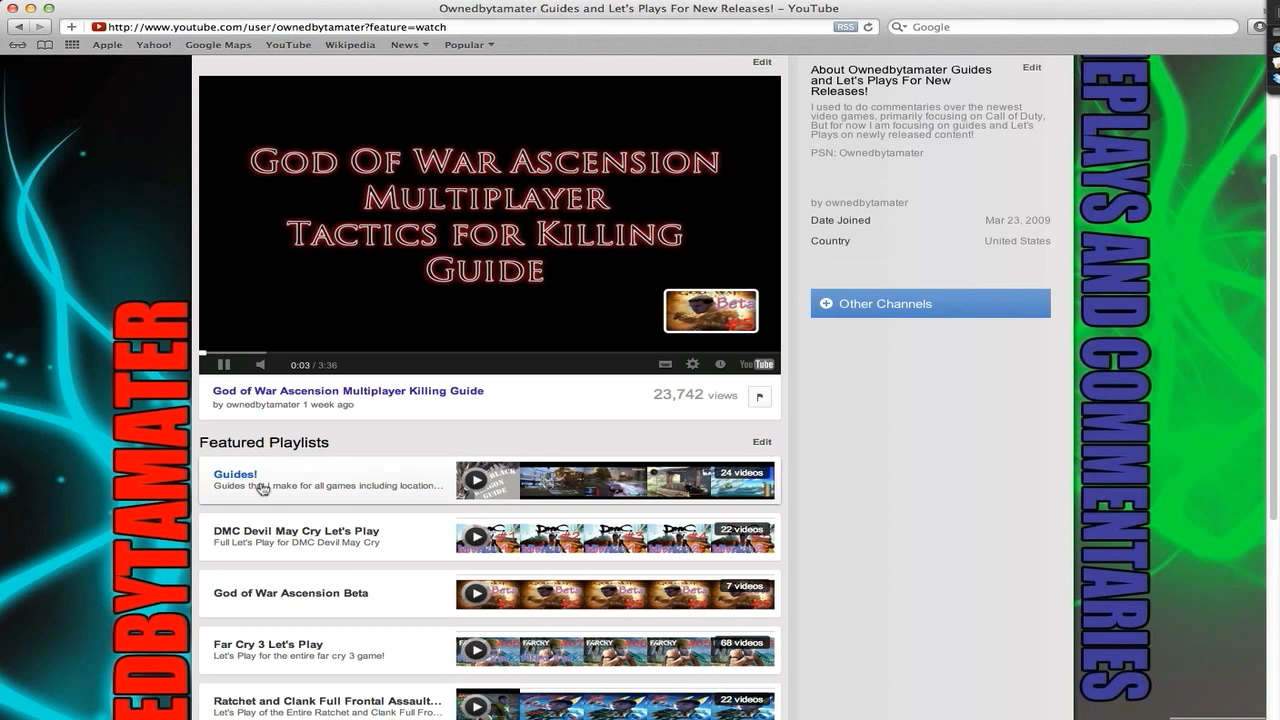 Ownedbytamater Guides and Let's Plays For New Releases! – YouTube
http://www.youtube.com/user/ownedbytamater?feature=watch
RSS
Google
Apple
Yahoo!
Google Maps
YouTube
Wikipedia
News
Popular
Edit
GOD OF WAR ASCENSION
MULTIPLAYER
TACTICS FOR KILLING
GUIDE
Beta
0:03 / 3:36
YouTube
God of War Ascension Multiplayer Killing Guide
by ownedbytamater 1 week ago
23,742 views
Featured Playlists
Edit
Guides!
Guides that I make for all games including location...
24 videos
DMC Devil May Cry Let's Play
Full Let's Play for DMC Devil May Cry
22 videos
God of War Ascension Beta
7 videos
Far Cry 3 Let's Play
Let's Play for the entire far cry 3 game!
68 videos
Ratchet and Clank Full Frontal Assault...
Let's Play of the Entire Ratchet and Clank Full Fro...
22 videos
About Ownedbytamater Guides
and Let's Plays For New
Releases!
Edit
I used to do commentaries over the newest
video games, primarily focusing on Call of Duty,
But for now I am focusing on guides and Let's
Plays on newly released content!
PSN: Ownedbytamater
by ownedbytamater
Date Joined
Mar 23, 2009
Country
United States
Other Channels
EDBYTAMATER
EPLAYS AND COMMENTARIES